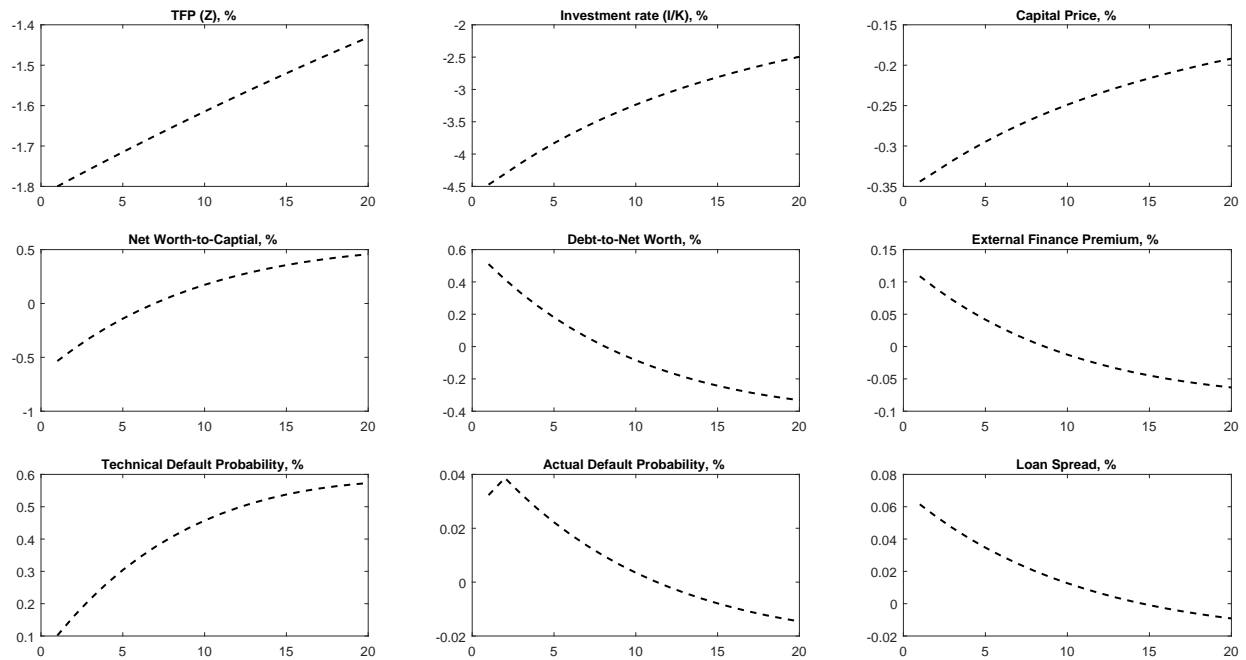 TFP (Z), %
-1.4
-1.5
-1.6
-1.7
-1.8
0 5 10 15 20
Investment rate (I/K), %
-2
-2.5
-3
-3.5
-4
-4.5
0 5 10 15 20
Capital Price, %
-0.15
-0.2
-0.25
-0.3
-0.35
0 5 10 15 20
Net Worth-to-Captial, %
0.5
0
-0.5
-1
0 5 10 15 20
Debt-to-Net Worth, %
0.6
0.4
0.2
0
-0.2
-0.4
0 5 10 15 20
External Finance Premium, %
0.15
0.1
0.05
0
-0.05
-0.1
0 5 10 15 20
Technical Default Probability, %
0.6
0.5
0.4
0.3
0.2
0.1
0 5 10 15 20
Actual Default Probability, %
0.04
0.02
0
-0.02
0 5 10 15 20
Loan Spread, %
0.08
0.06
0.04
0.02
0
-0.02
0 5 10 15 20